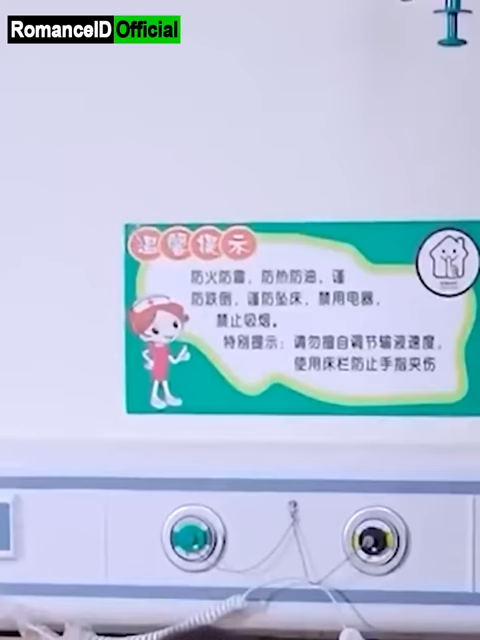 RomanceID Official
温馨提示
防火防震，防热防油，谨
防跌倒，谨防坠床，禁用电器，
禁止吸烟。
特别提示：请勿擅自调节输液速度，
使用床栏防止手指夹伤